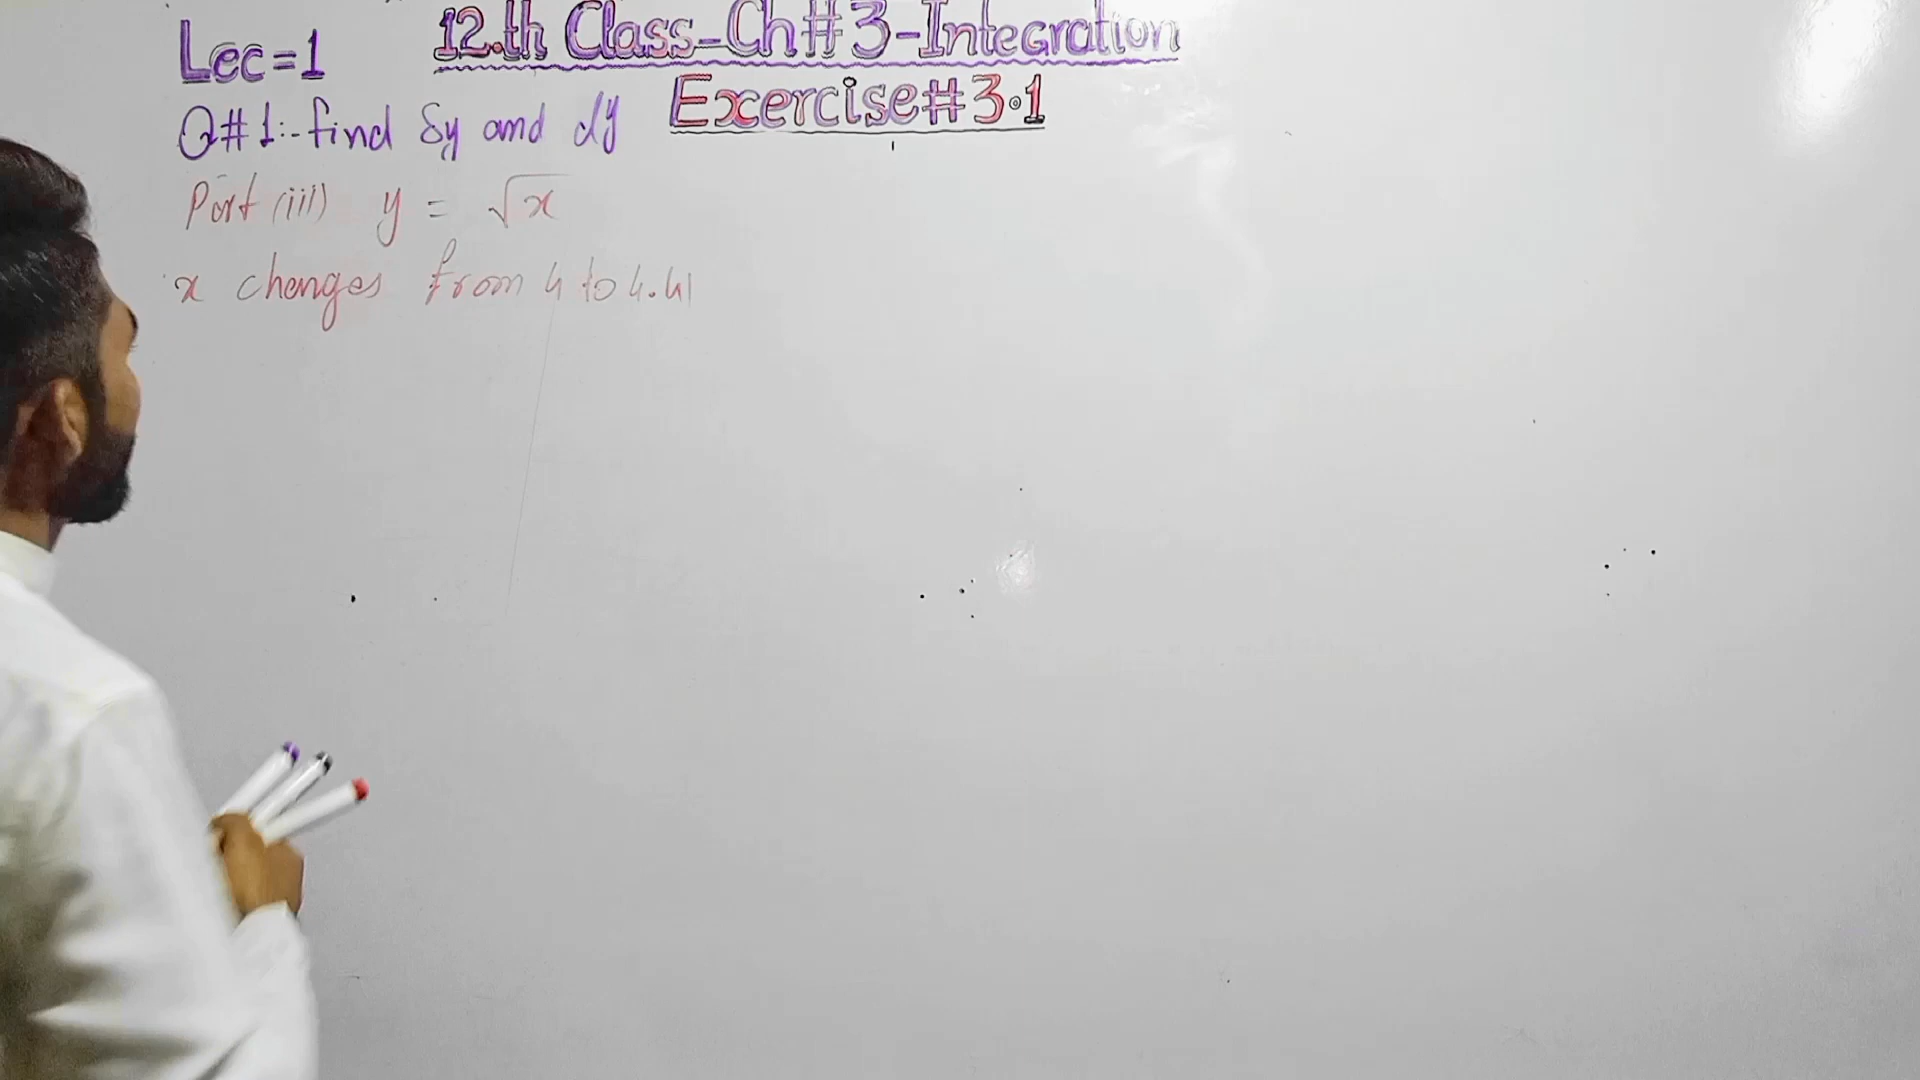 Lec=1
12.th Class-Ch#3-Integration
Exercise#3.1
Q#1:- find δy and dy
Part (iii) y = √x
x changes from 4 to 4.41